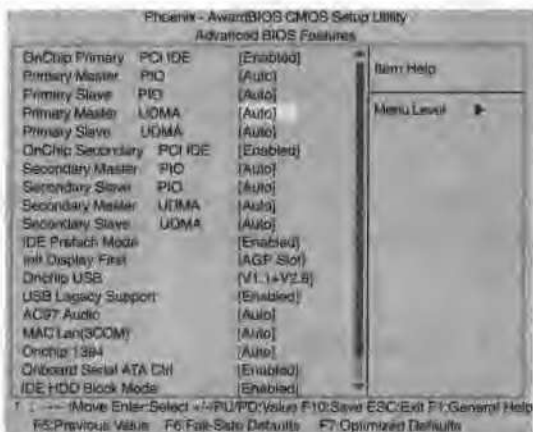 Phoenix - AwardBIOS CMOS Setup Utility
Advanced BIOS Features
OnChip Primary PCI IDE [Enabled]
Primary Master PIO [Auto]
Primary Slave PIO [Auto]
Primary Master UDMA [Auto]
Primary Slave UDMA [Auto]
OnChip Secondary PCI IDE [Enabled]
Secondary Master PIO [Auto]
Secondary Slave PIO [Auto]
Secondary Master UDMA [Auto]
Secondary Slave UDMA [Auto]
IDE Prefetch Mode [Enabled]
Init Display First [AGP Slot]
Onchip USB
USB Legacy Support [Enabled]
AC97 Audio [Auto]
MAC Lan(3COM) [Auto]
Onchip 1394 [Auto]
Onboard Serial ATA Ctrl [Enabled]
IDE HDD Block Mode [Enabled]
Item Help
Menu Level
Move Enter:Select +/-/PU/PD:Value F10:Save ESC:Exit F1:General Help
F5:Previous Value F6:Fail-Safe Defaults F7:Optimized Defaults